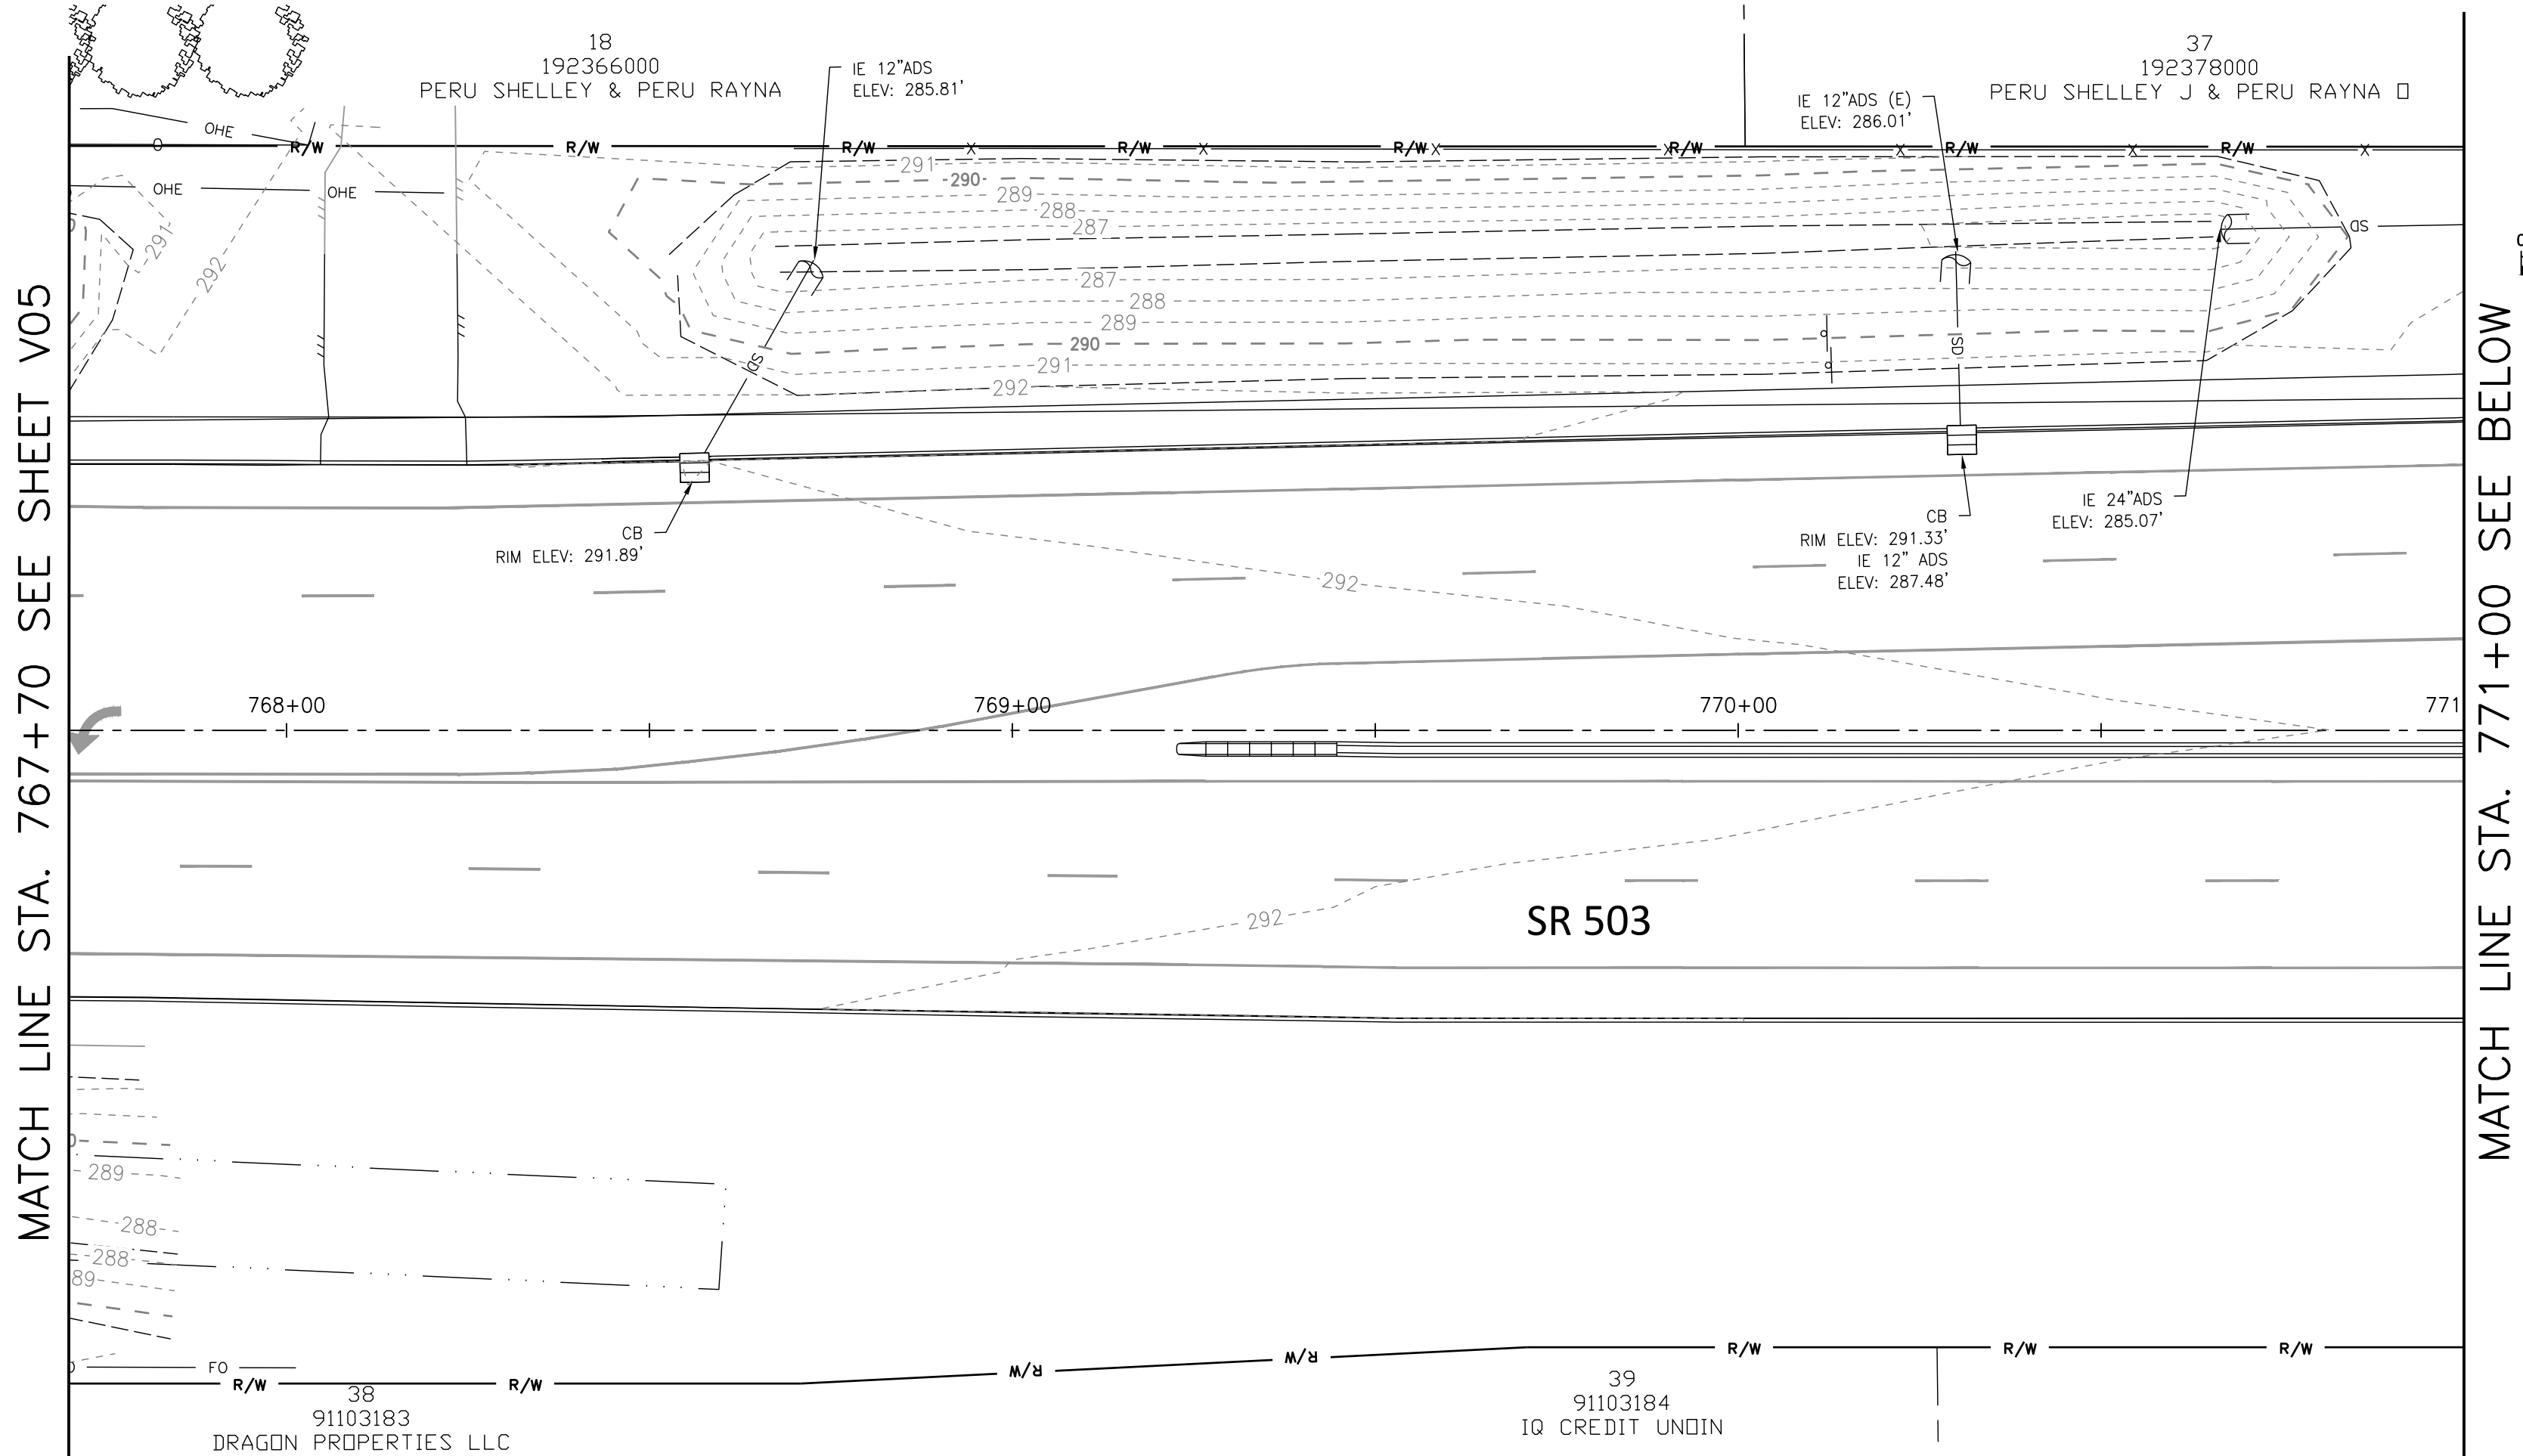 18
192366000
PERU SHELLEY & PERU RAYNA
IE 12"ADS
ELEV: 285.81'
37
192378000
PERU SHELLEY J & PERU RAYNA
IE 12"ADS (E)
ELEV: 286.01'
OHE
R/W R/W R/W R/W R/W R/W R/W R/W
X X X X X X X
OHE
OHE
291
290
289
288
287
291
292
SD
287
288
289
290
291
292
SD
SD
CB
RIM ELEV: 291.89'
CB
RIM ELEV: 291.33'
IE 12" ADS
ELEV: 287.48'
IE 24"ADS
ELEV: 285.07'
292
768+00
769+00
770+00
771
292
SR 503
289
288
288
89
FO
R/W R/W R/W R/W R/W R/W R/W
38
91103183
DRAGON PROPERTIES LLC
39
91103184
IQ CREDIT UNOIN
MATCH LINE STA. 767+70 SEE SHEET V05
MATCH LINE STA. 771+00 SEE BELOW